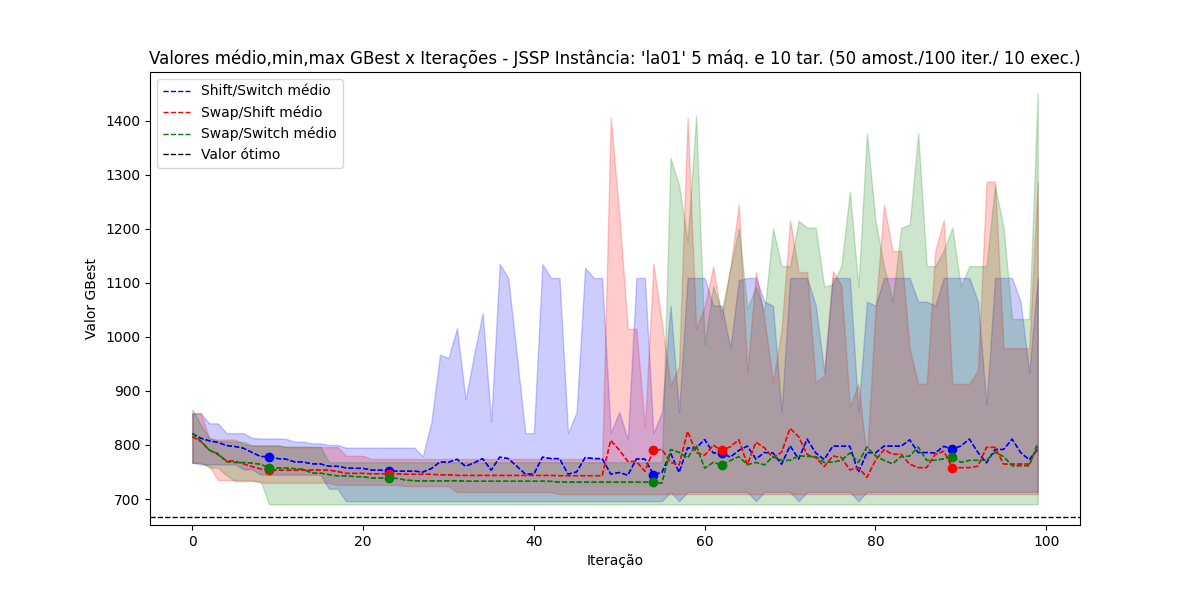 Valores médio,min,max GBest x Iterações - JSSP Instância: 'la01' 5 máq. e 10 tar. (50 amost./100 iter./ 10 exec.)
Shift/Switch médio
Swap/Shift médio
Swap/Switch médio
Valor ótimo
Valor GBest
1400
1300
1200
1100
1000
900
800
700
0 20 40 60 80 100
Iteração